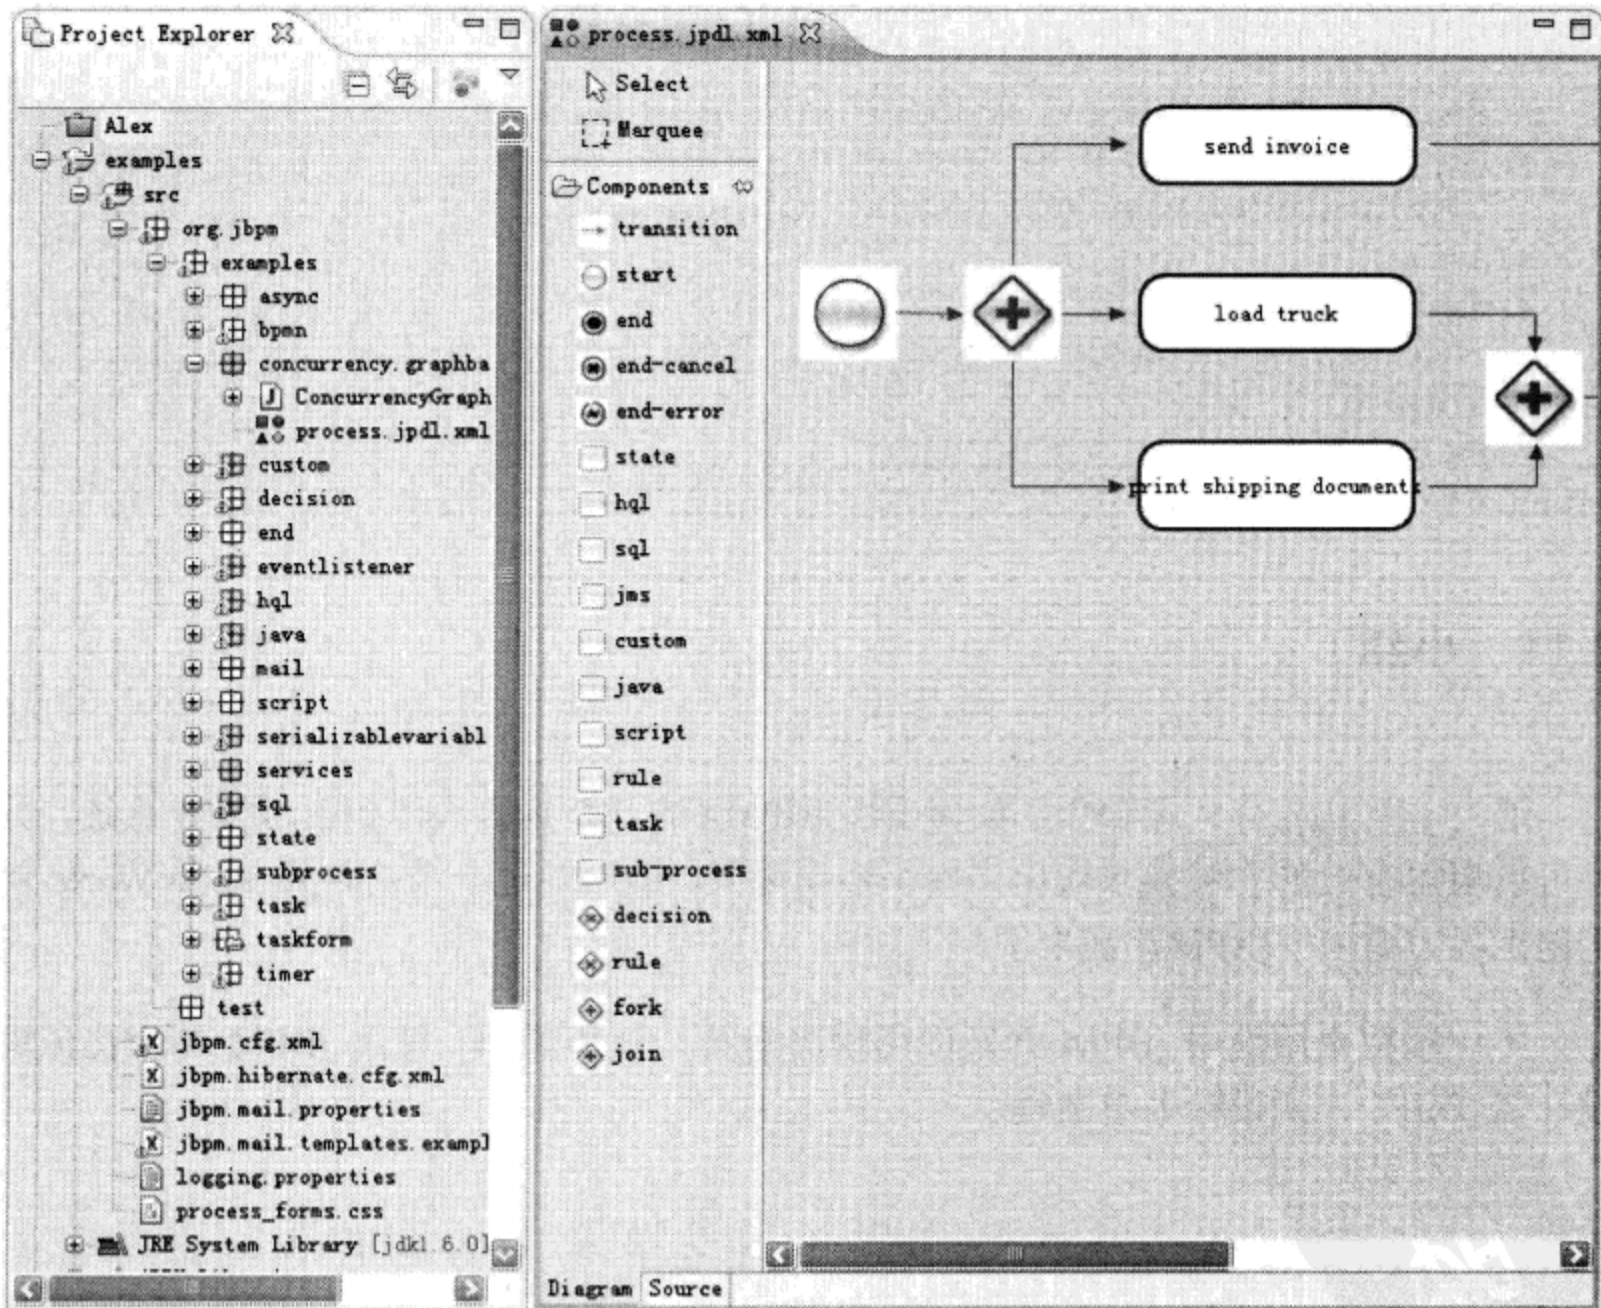 Project Explorer
Alex
examples
src
org.jbpm
examples
async
bpmn
concurrency.graphba
ConcurrencyGraph
process.jpdl.xml
custom
decision
end
eventlistener
hql
java
mail
script
serializablevariabl
services
sql
state
subprocess
task
taskform
timer
test
jbpm.cfg.xml
jbpm.hibernate.cfg.xml
jbpm.mail.properties
jbpm.mail.templates.exampl
logging.properties
process_forms.css
JRE System Library [jdk1.6.0]
process.jpdl.xml
Select
Marquee
Components
transition
start
end
end-cancel
end-error
state
hql
sql
jms
custom
java
script
rule
task
sub-process
decision
rule
fork
join
send invoice
load truck
print shipping documents
Diagram Source